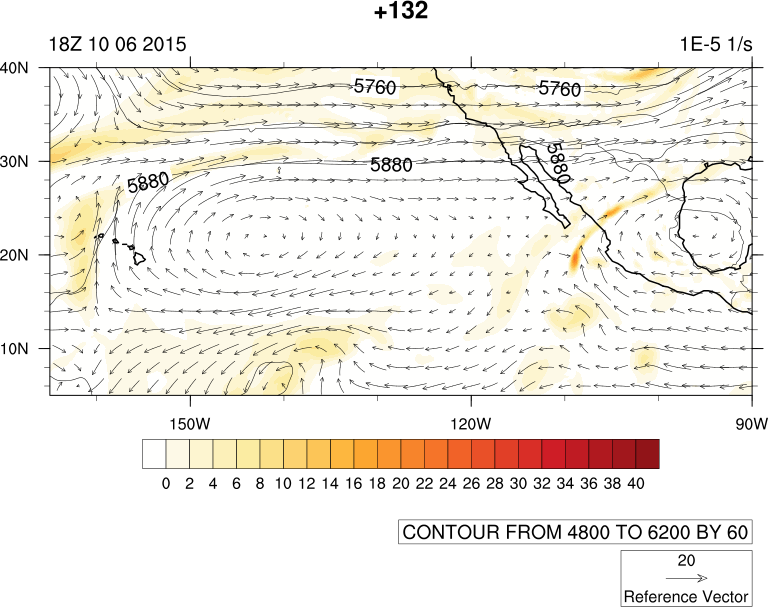 +132
18Z 10 06 2015 1E-5 1/s
40N 5760 5760
30N 5880 5880
5880
20N
10N
150W 120W 90W
0 2 4 6 8 10 12 14 16 18 20 22 24 26 28 30 32 34 36 38 40
CONTOUR FROM 4800 TO 6200 BY 60
20
Reference Vector